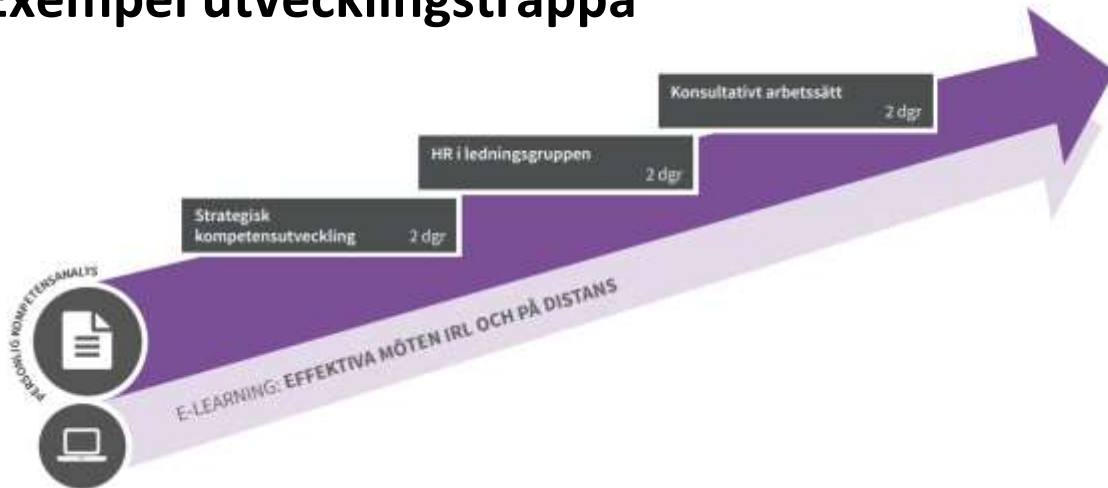 Exempel utvecklingstrappa
Konsultativt arbetssätt
2 dgr
HR i ledningsgruppen
2 dgr
Strategisk
kompetensutveckling 2 dgr
PERSONLIG KOMPETENSANALYS
E-LEARNING: EFFEKTIVA MÖTEN IRL OCH PÅ DISTANS